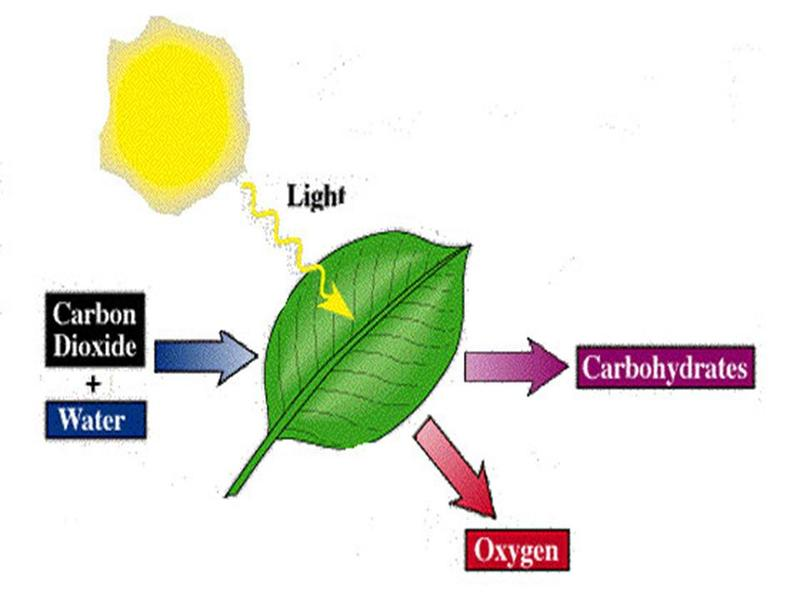 Light
Carbon
Dioxide
+
Water
Carbohydrates
Oxygen